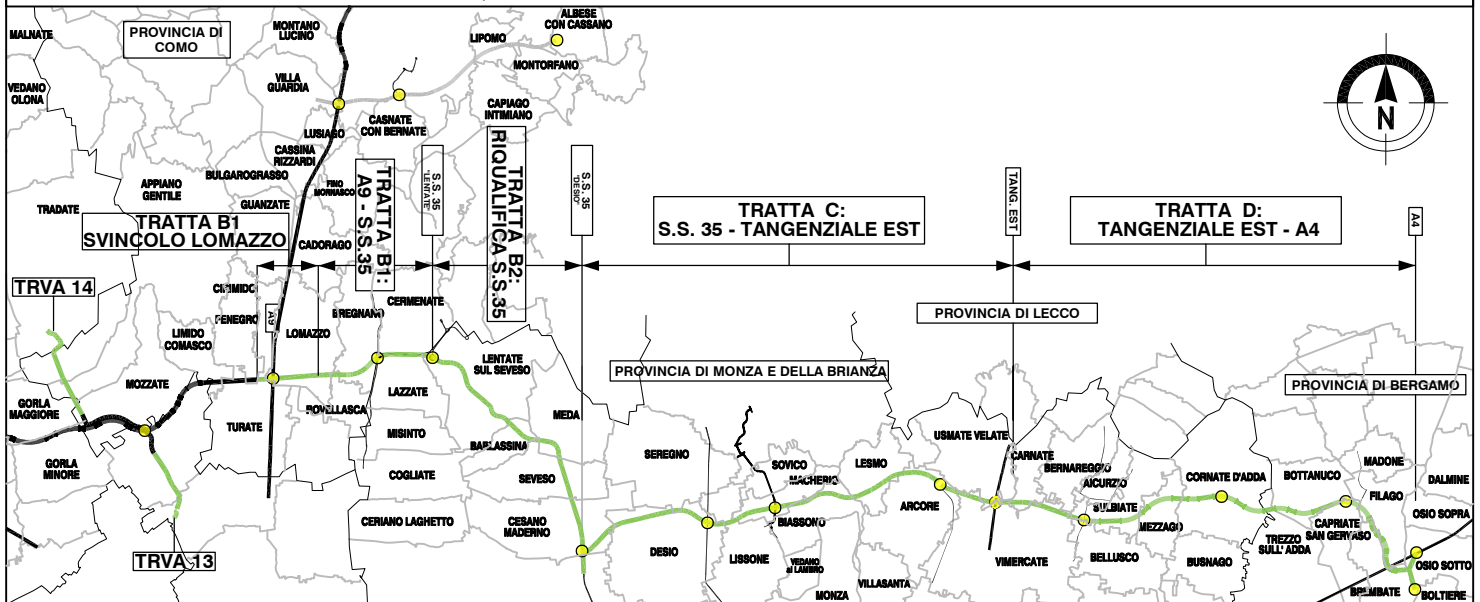 MALNATE
PROVINCIA DI
COMO
MONTANO
LUCINO
LIPOMO
ALBESE
CON CASSANO
MONTORFANO
VEDANO
OLONA
VILLA
GUARDIA
CAPIAGO
INTIMIANO
CASNATE
CON BERNATE
LUSIAGO
CASSINA
RIZZARDI
BULGAROGRASSO
FINO
MORNASCO
APPIANO
GENTILE
GUANZATE
TRADATE
CADORAGO
TRATTA B1
SVINCOLO LOMAZZO
TRATTA B1:
A9 - S.S.35
S.S. 35
"LENTATE"
TRATTA B2:
RIQUALIFICA S.S.35
S.S. 35
"DESIO"
TRATTA C:
S.S. 35 - TANGENZIALE EST
TANG. EST
TRATTA D:
TANGENZIALE EST - A4
A4
N
TRVA 14
CIRIMIDO
FENEGRO
A9
LOMAZZO
BREGNANO
CERMENATE
LIMIDO
COMASCO
PROVINCIA DI LECCO
PROVINCIA DI MONZA E DELLA BRIANZA
PROVINCIA DI BERGAMO
LENTATE
SUL SEVESO
MOZZATE
LAZZATE
GORLA
MAGGIORE
ROVELLASCA
TURATE
MISINTO
MEDA
BARLASSINA
GORLA
MINORE
COGLIATE
SEVESO
SEREGNO
SOVICO
MACHERIO
LESMO
USMATE VELATE
CARNATE
BERNAREGGIO
AICURZIO
CORNATE D'ADDA
BOTTANUCO
MADONE
DALMINE
FILAGO
ARCORE
SULBIATE
MEZZAGO
OSIO SOPRA
CERIANO LAGHETTO
CESANO
MADERNO
BIASSONO
CAPRIATE
SAN GERVASO
TREZZO
SULL' ADDA
DESIO
LISSONE
VEDANO
al LAMBRO
VILLASANTA
MONZA
VIMERCATE
BELLUSCO
BUSNAGO
OSIO SOTTO
BREMBATE
BOLTIERE
TRVA 13